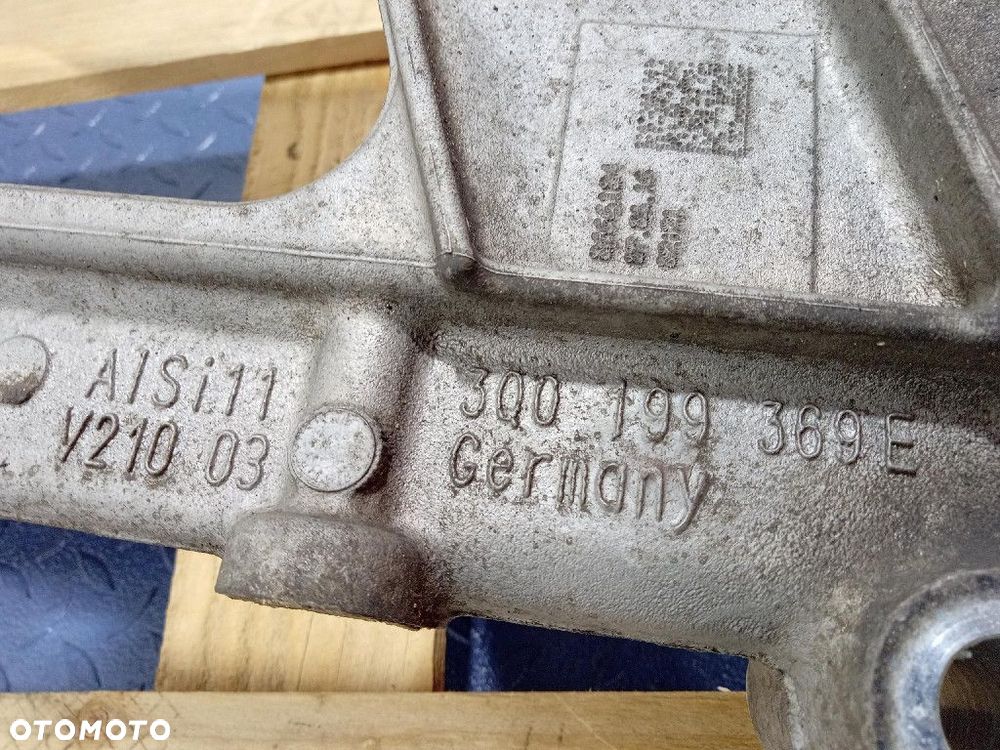 AlSi11
V210 03
3Q0 199 369 E
Germany
OTOMOTO